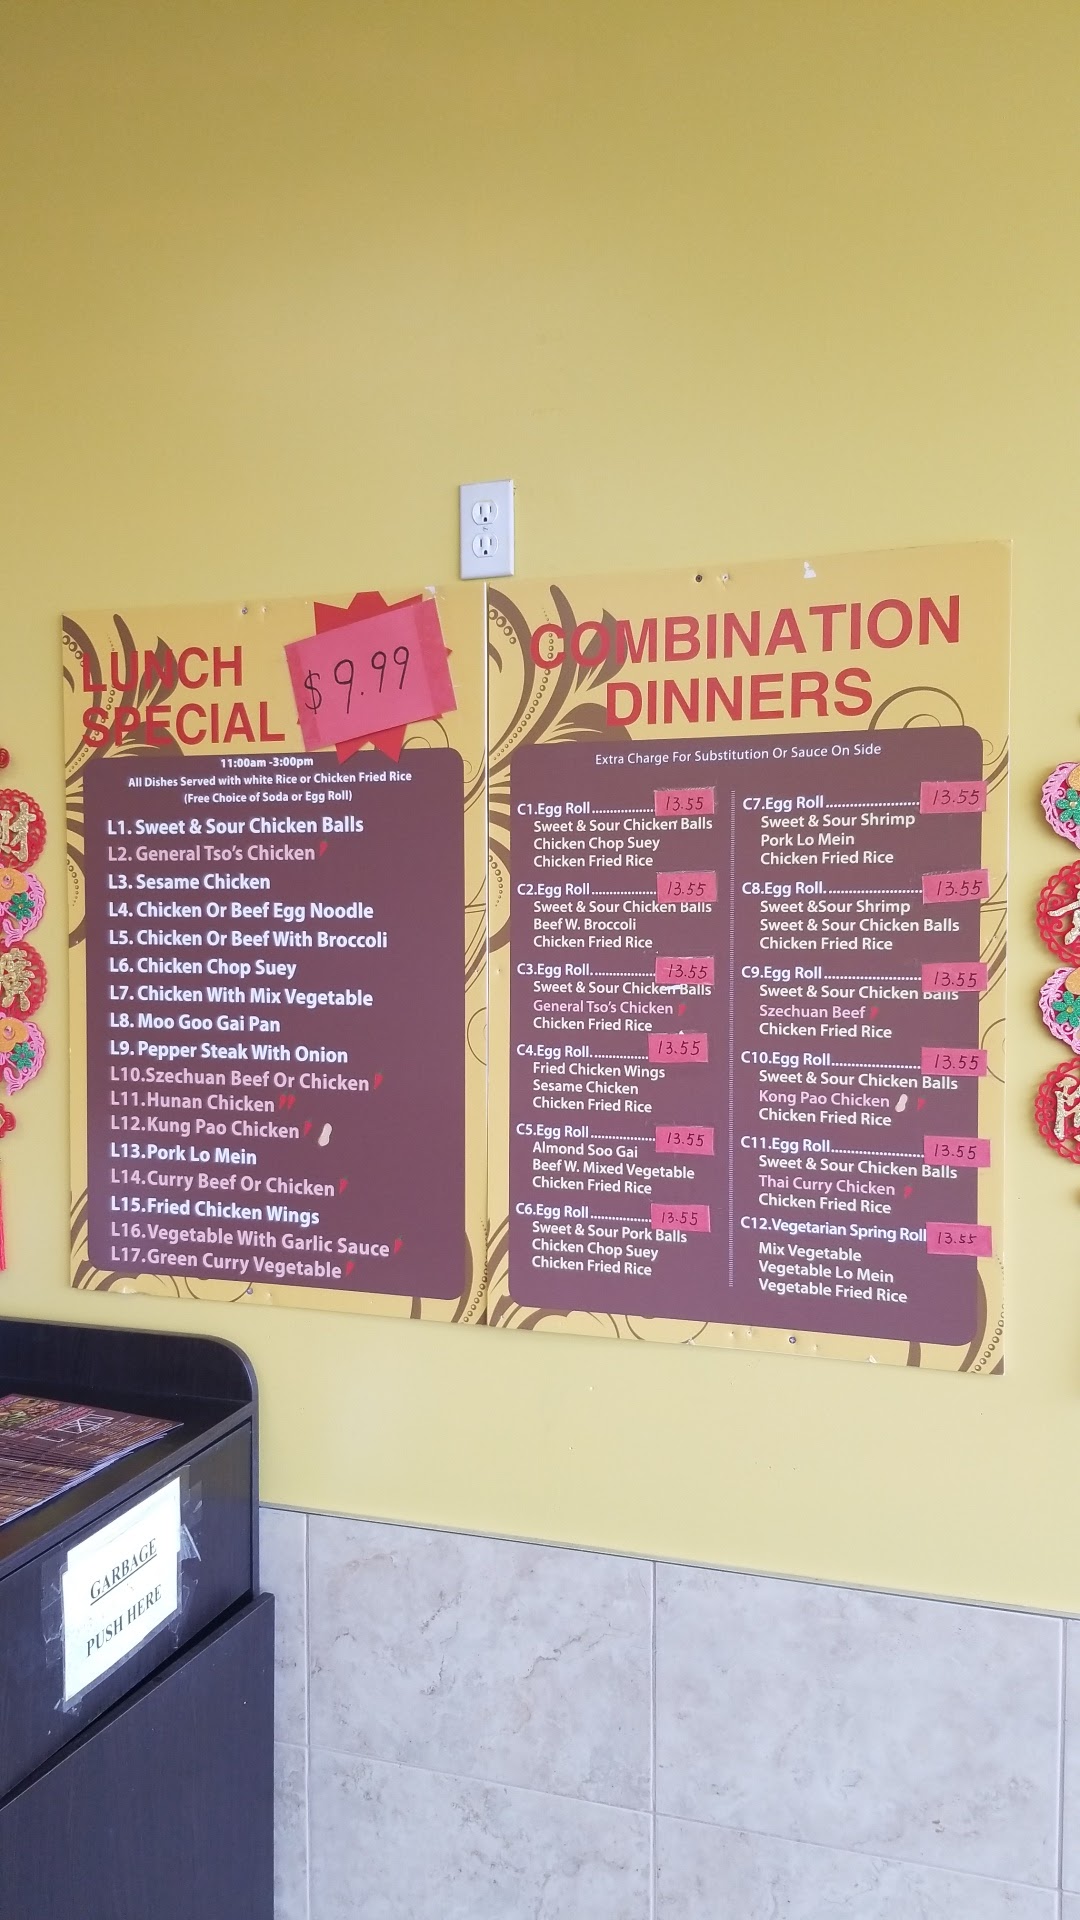 LUNCH
SPECIAL
$9.99
11:00am -3:00pm
All Dishes Served with white Rice or Chicken Fried Rice
(Free Choice of Soda or Egg Roll)
L1. Sweet & Sour Chicken Balls
L2. General Tso's Chicken
L3. Sesame Chicken
L4. Chicken Or Beef Egg Noodle
L5. Chicken Or Beef With Broccoli
L6. Chicken Chop Suey
L7. Chicken With Mix Vegetable
L8. Moo Goo Gai Pan
L9. Pepper Steak With Onion
L10.Szechuan Beef Or Chicken
L11.Hunan Chicken
L12.Kung Pao Chicken
L13.Pork Lo Mein
L14.Curry Beef Or Chicken
L15.Fried Chicken Wings
L16.Vegetable With Garlic Sauce
L17.Green Curry Vegetable
COMBINATION
DINNERS
Extra Charge For Substitution Or Sauce On Side
C1.Egg Roll................ 13.55
Sweet & Sour Chicken Balls
Chicken Chop Suey
Chicken Fried Rice
C2.Egg Roll................ 13.55
Sweet & Sour Chicken Balls
Beef W. Broccoli
Chicken Fried Rice
C3.Egg Roll................ 13.55
Sweet & Sour Chicken Balls
General Tso's Chicken
Chicken Fried Rice
C4.Egg Roll............... 13.55
Fried Chicken Wings
Sesame Chicken
Chicken Fried Rice
C5.Egg Roll................ 13.55
Almond Soo Gai
Beef W. Mixed Vegetable
Chicken Fried Rice
C6.Egg Roll................ 13.55
Sweet & Sour Pork Balls
Chicken Chop Suey
Chicken Fried Rice
C7.Egg Roll........................ 13.55
Sweet & Sour Shrimp
Pork Lo Mein
Chicken Fried Rice
C8.Egg Roll........................ 13.55
Sweet &Sour Shrimp
Sweet & Sour Chicken Balls
Chicken Fried Rice
C9.Egg Roll........................ 13.55
Sweet & Sour Chicken Balls
Szechuan Beef
Chicken Fried Rice
C10.Egg Roll...................... 13.55
Sweet & Sour Chicken Balls
Kong Pao Chicken
Chicken Fried Rice
C11.Egg Roll...................... 13.55
Sweet & Sour Chicken Balls
Thai Curry Chicken
Chicken Fried Rice
C12.Vegetarian Spring Roll 13.55
Mix Vegetable
Vegetable Lo Mein
Vegetable Fried Rice
財
GARBAGE
PUSH HERE